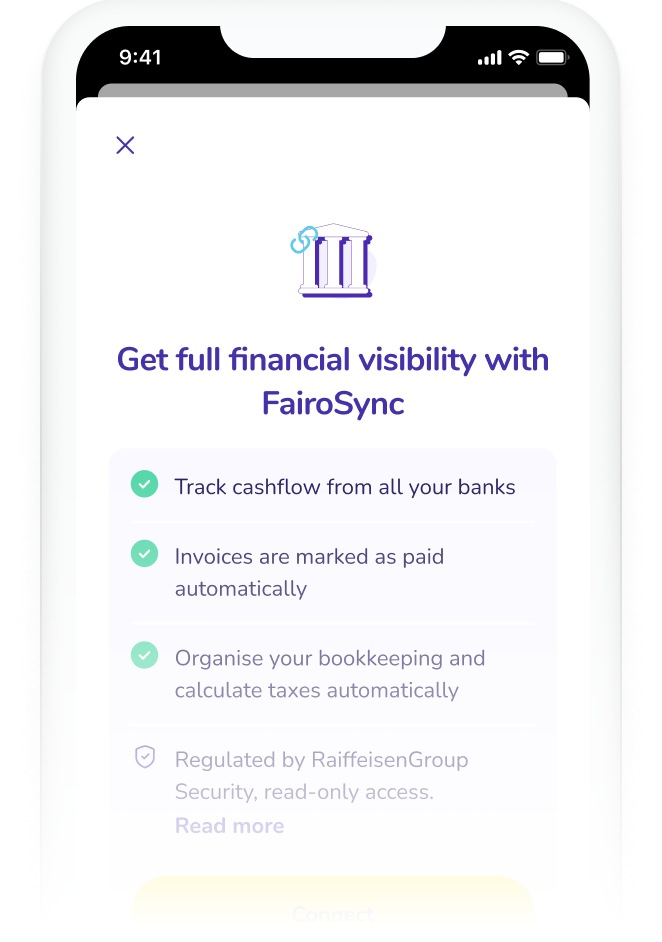 9:41
Get full financial visibility with
FairoSync
Track cashflow from all your banks
Invoices are marked as paid
automatically
Organise your bookkeeping and
calculate taxes automatically
Regulated by RaiffeisenGroup
Security, read-only access.
Read more
Connect